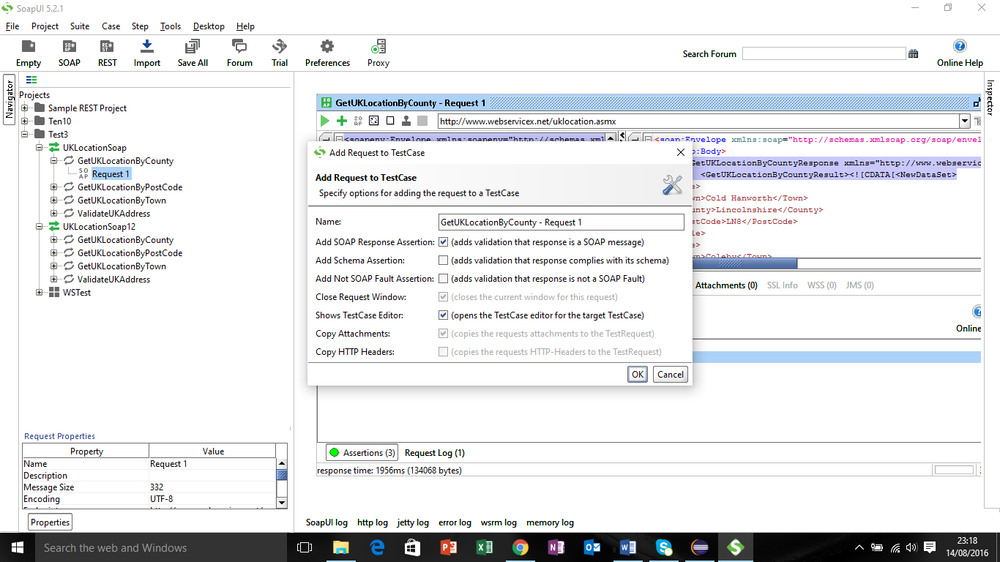 SoapUI 5.2.1
File Project Suite Case Step Tools Desktop Help
Empty SOAP REST Import Save All Forum Trial Preferences Proxy
Search Forum
Online Help
Navigator
Projects
Sample REST Project
Ten10
Test3
UKLocationSoap
GetUKLocationByCounty
Request 1
GetUKLocationByPostCode
GetUKLocationByTown
ValidateUKAddress
UKLocationSoap12
GetUKLocationByCounty
GetUKLocationByPostCode
GetUKLocationByTown
ValidateUKAddress
WSTest
Request Properties
Property Value
Name Request 1
Description
Message Size 332
Encoding UTF-8
Properties
GetUKLocationByCounty - Request 1
http://www.webservicex.net/uklocation.asmx
<soapenv:Envelope xmlns:soapenv="http://schemas.xml
<soap:Envelope xmlns:soap="http://schemas.xmlsoap.org/soap/envel
p:Body>
GetUKLocationByCountyResponse xmlns="http://www.webservic
<GetUKLocationByCountyResult><![CDATA[<NewDataSet>
e>
wn>Cold Hanworth</Town>
unty>Lincolnshire</County>
stCode>LN8</PostCode>
le>
e>
wn>Coleby</Town>
Attachments (0) SSL Info WSS (0) JMS (0)
Online
Inspector
Add Request to TestCase
Add Request to TestCase
Specify options for adding the request to a TestCase
Name: GetUKLocationByCounty - Request 1
Add SOAP Response Assertion: (adds validation that response is a SOAP message)
Add Schema Assertion: (adds validation that response complies with its schema)
Add Not SOAP Fault Assertion: (adds validation that response is not a SOAP Fault)
Close Request Window: (closes the current window for this request)
Shows TestCase Editor: (opens the TestCase editor for the target TestCase)
Copy Attachments: (copies the requests attachments to the TestRequest)
Copy HTTP Headers: (copies the requests HTTP-Headers to the TestRequest)
OK Cancel
Assertions (3) Request Log (1)
response time: 1956ms (134068 bytes)
SoapUI log http log jetty log error log wsrm log memory log
Search the web and Windows
23:18
14/08/2016